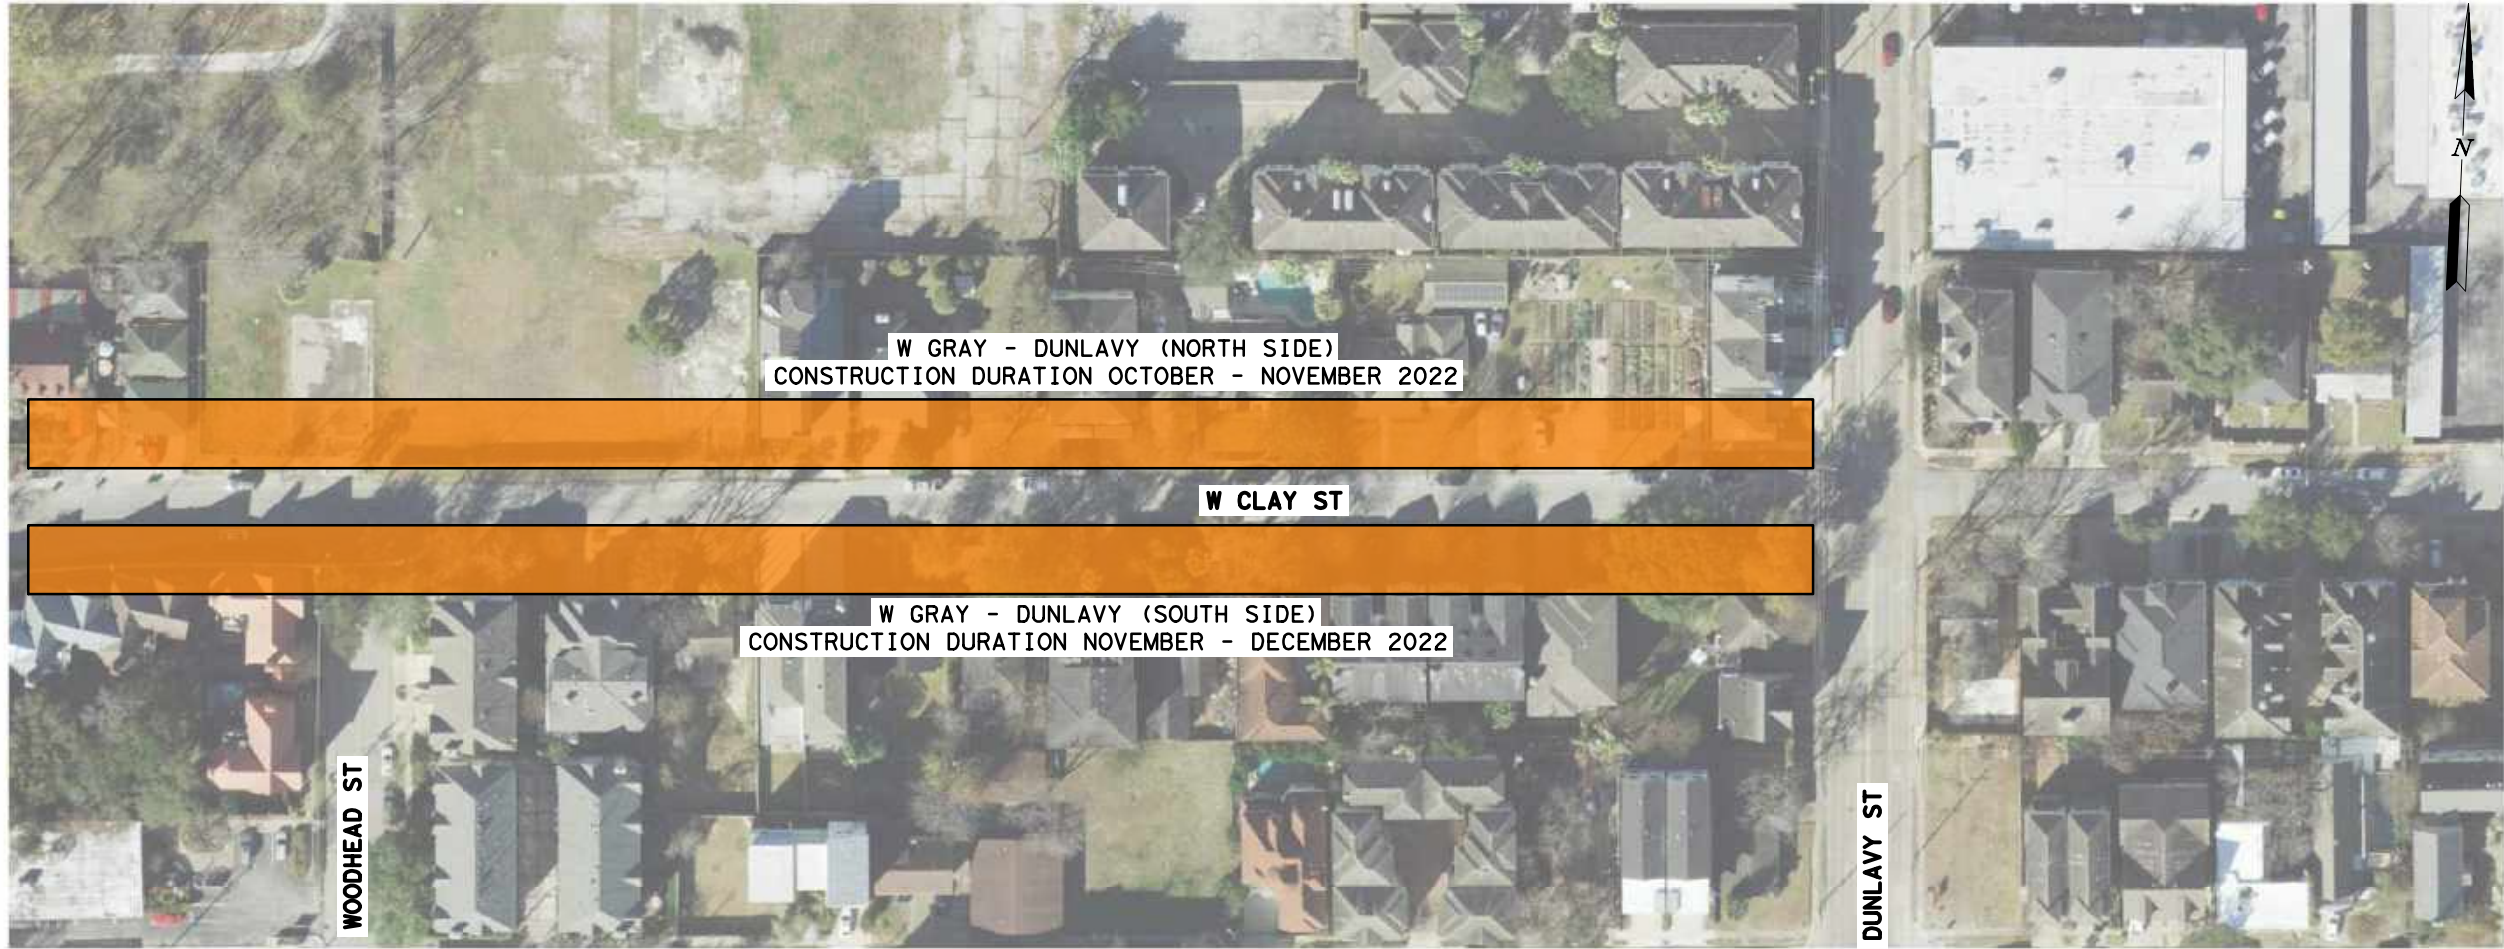 N
W GRAY - DUNLAVY (NORTH SIDE)
CONSTRUCTION DURATION OCTOBER - NOVEMBER 2022
W CLAY ST
W GRAY - DUNLAVY (SOUTH SIDE)
CONSTRUCTION DURATION NOVEMBER - DECEMBER 2022
WOODHEAD ST
DUNLAVY ST